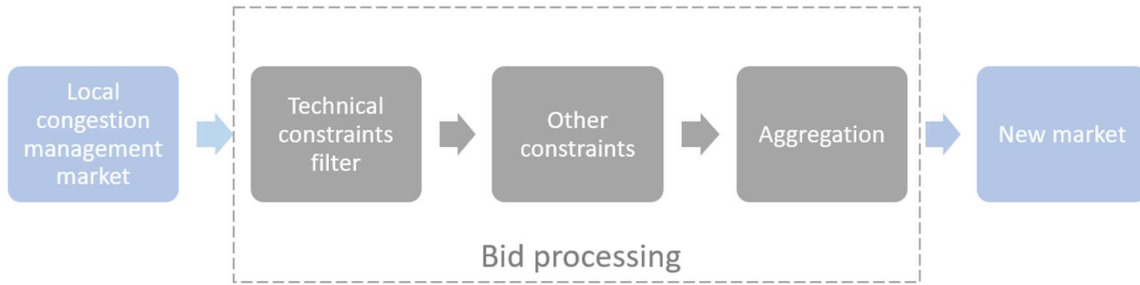 Local
congestion
management
market
Technical
constraints
filter
Other
constraints
Aggregation
New market
Bid processing